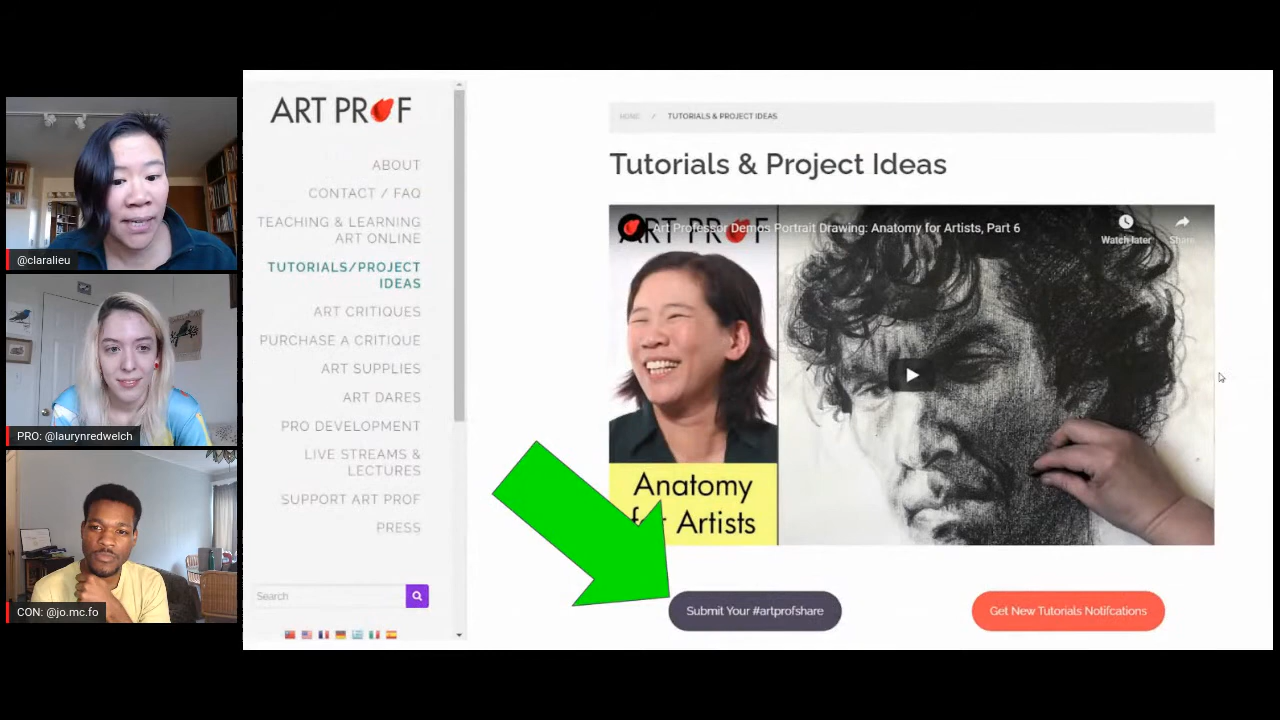 @claralieu
PRO: @laurynredwelch
CON: @jo.mc.fo
ART PROF
ABOUT
CONTACT / FAQ
TEACHING & LEARNING
ART ONLINE
TUTORIALS/PROJECT
IDEAS
ART CRITIQUES
PURCHASE A CRITIQUE
ART SUPPLIES
ART DARES
PRO DEVELOPMENT
LIVE STREAMS &
LECTURES
SUPPORT ART PROF
PRESS
Search
HOME / TUTORIALS & PROJECT IDEAS
Tutorials & Project Ideas
ART PROF
Art Professor Demos Portrait Drawing: Anatomy for Artists, Part 6
Watch later
Share
Anatomy
for Artists
Submit Your #artprofshare
Get New Tutorials Notifcations